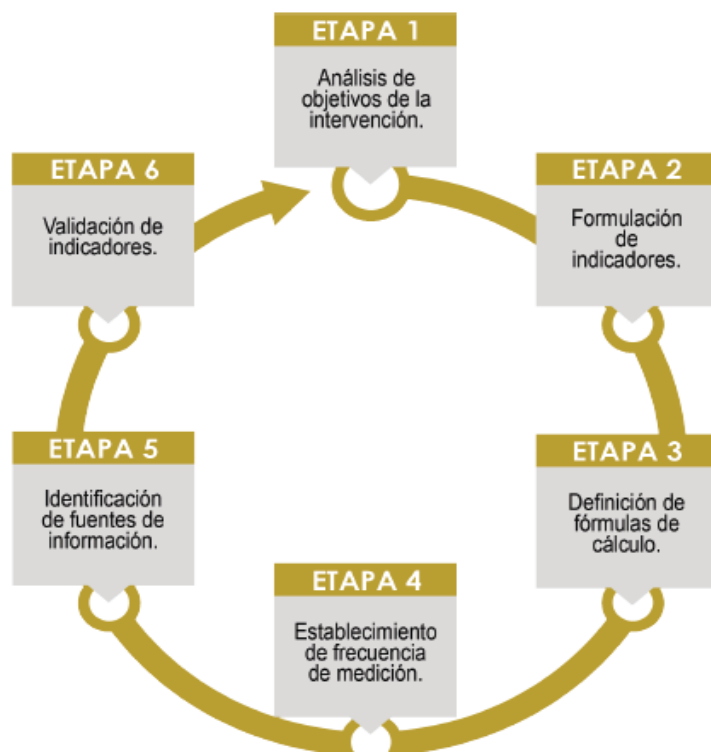 ETAPA 1
Análisis de
objetivos de la
intervención.
ETAPA 2
Formulación
de
indicadores.
ETAPA 3
Definición de
fórmulas de
cálculo.
ETAPA 4
Establecimiento
de frecuencia
de medición.
ETAPA 5
Identificación
de fuentes de
información.
ETAPA 6
Validación de
indicadores.